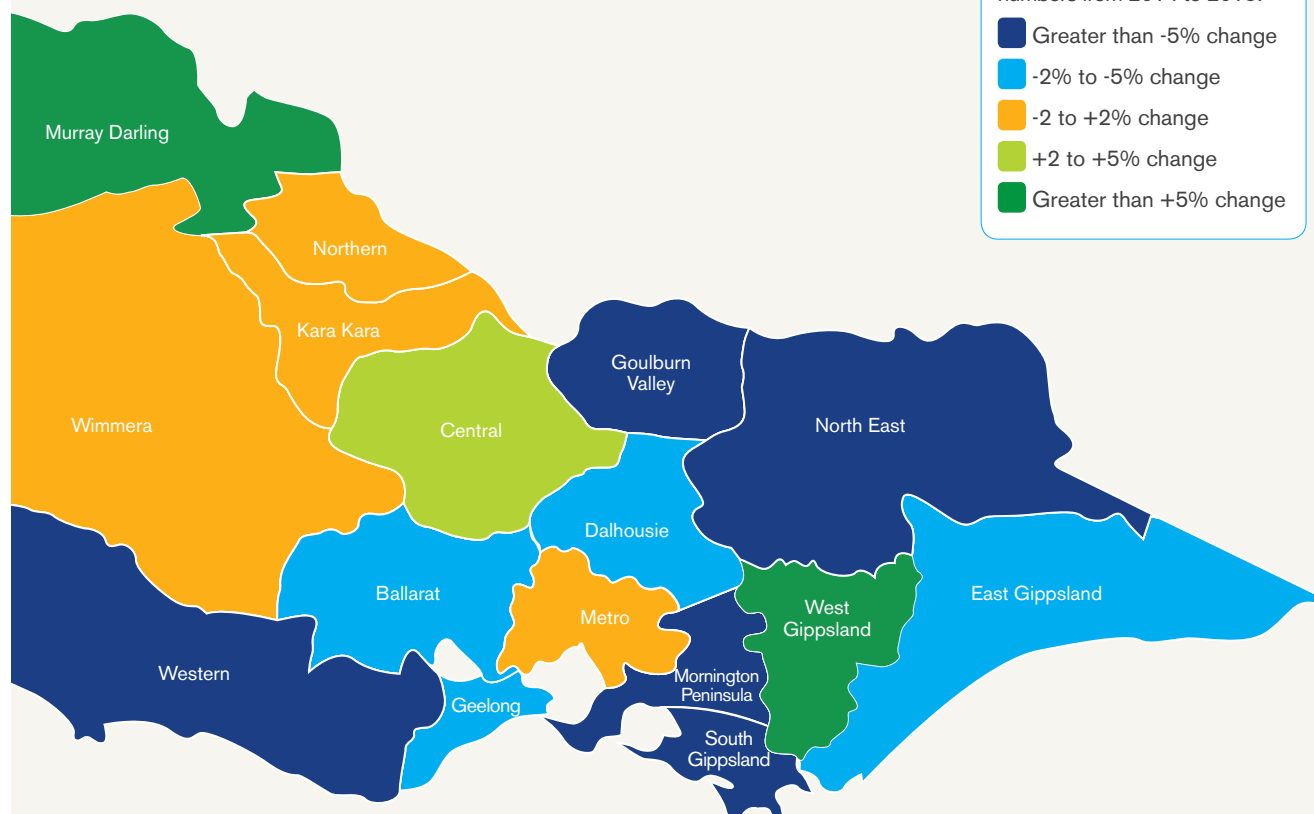 Greater than -5% change
-2% to -5% change
-2 to +2% change
+2 to +5% change
Greater than +5% change
Murray Darling
Northern
Kara Kara
Goulburn
Valley
Wimmera
Central
North East
Dalhousie
Ballarat
Metro
West
Gippsland
East Gippsland
Western
Mornington
Peninsula
Geelong
South
Gippsland